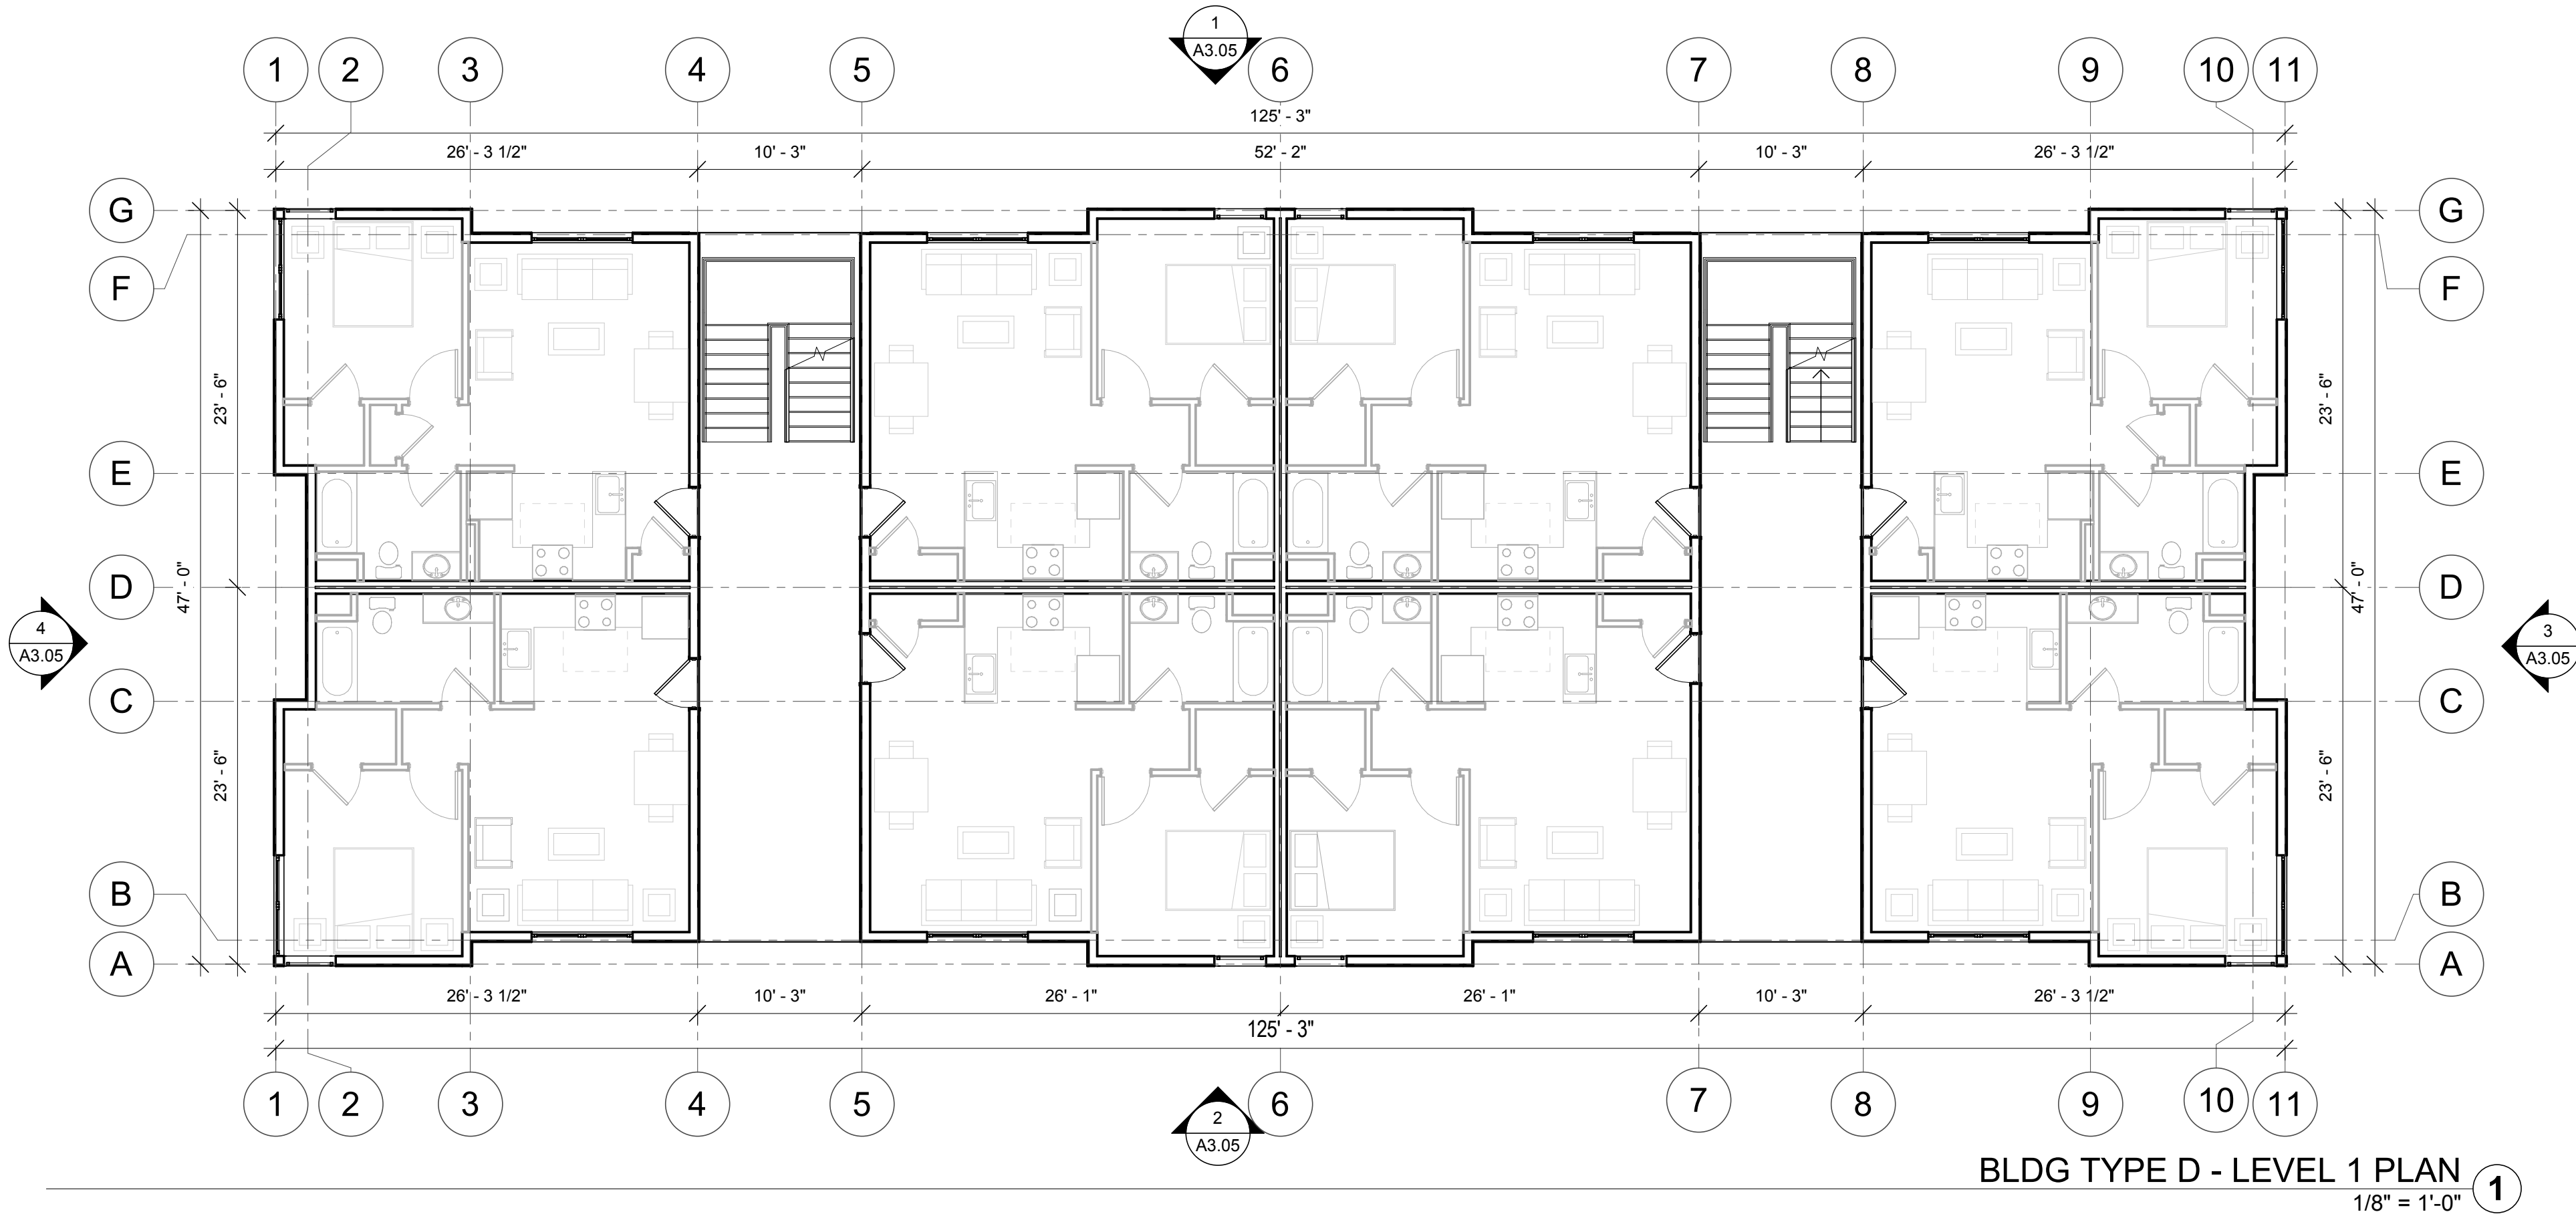 1
A3.05
1 2 3 4 5 6 7 8 9 10 11
125' - 3"
26' - 3 1/2" 10' - 3" 52' - 2" 10' - 3" 26' - 3 1/2"
G G
F F
23' - 6" 23' - 6"
E E
D D
47' - 0" 47' - 0"
4
A3.05
3
A3.05
C C
23' - 6" 23' - 6"
B B
A A
26' - 3 1/2" 10' - 3" 26' - 1" 26' - 1" 10' - 3" 26' - 3 1/2"
125' - 3"
1 2 3 4 5 6 7 8 9 10 11
2
A3.05
BLDG TYPE D - LEVEL 1 PLAN
1
1/8" = 1'-0"